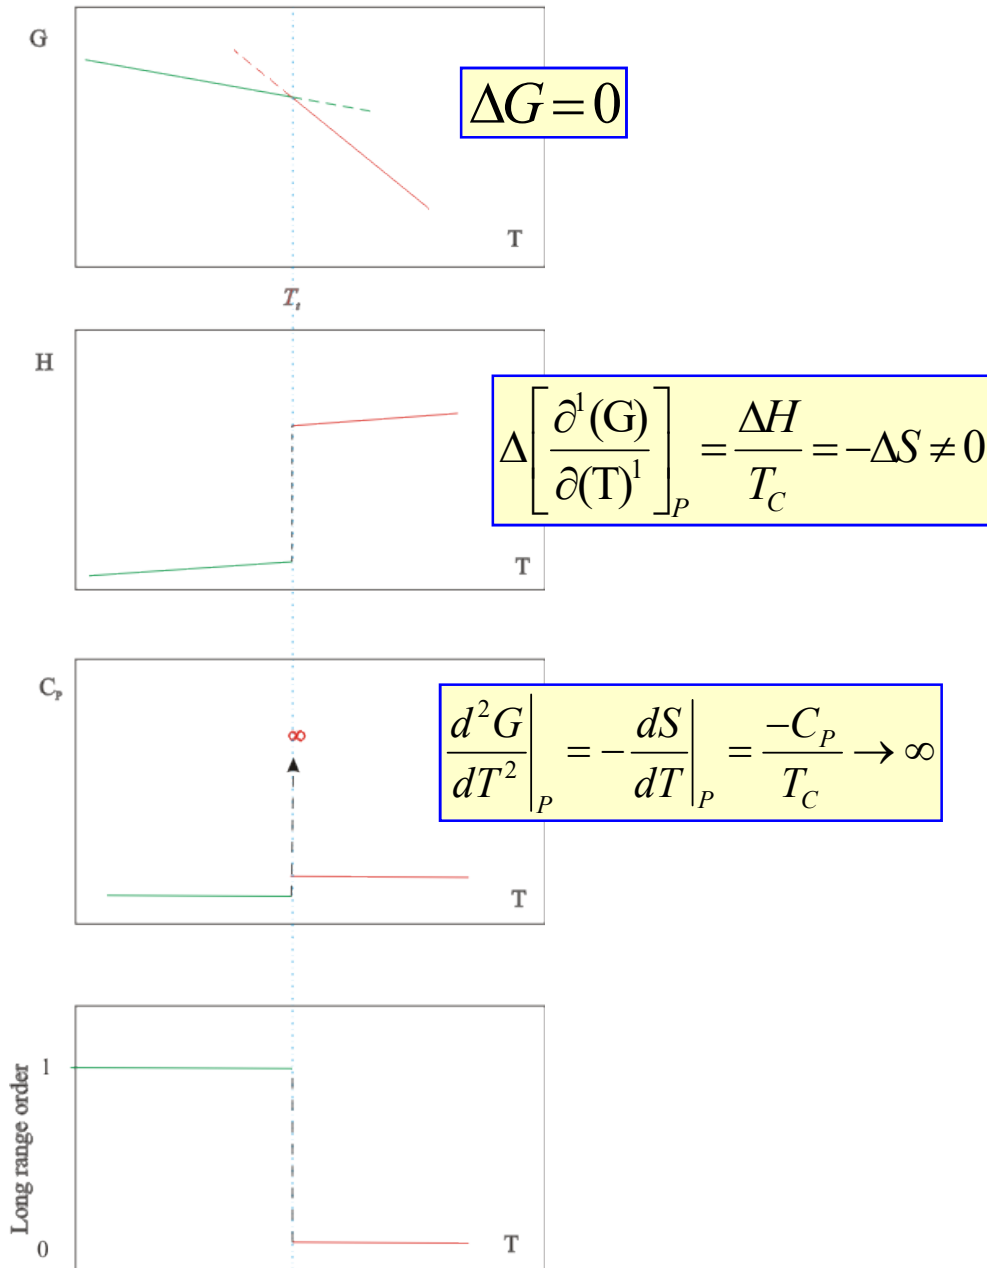 G
ΔG = 0
T
T_t
H
Δ[∂¹(G)/∂(T)¹]_P = ΔH/T_C = −ΔS ≠ 0
T
C_P
∞
d²G/dT²|_P = −dS/dT|_P = −C_P/T_C → ∞
T
Long range order
1
0
T